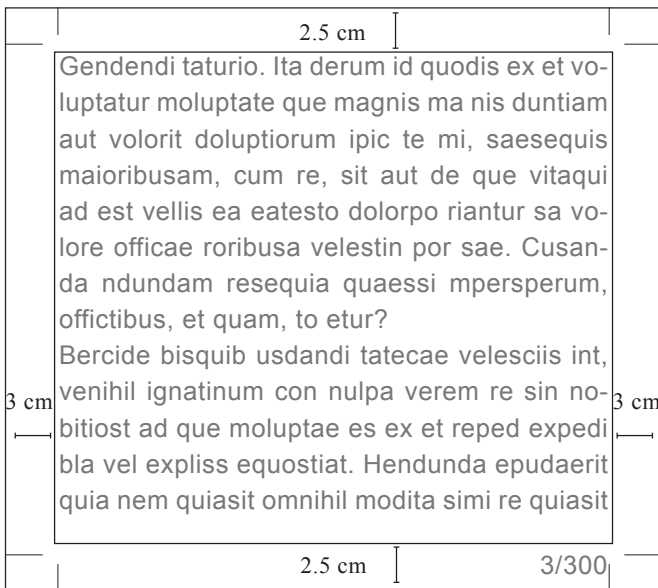 2.5 cm
Gendendi taturio. Ita derum id quodis ex et vo-
luptatur moluptate que magnis ma nis duntiam
aut volorit doluptiorum ipic te mi, saesequis
maioribusam, cum re, sit aut de que vitaqui
ad est vellis ea eatesto dolorpo riantur sa vo-
lore officae roribusa velestin por sae. Cusan-
da ndundam resequia quaessi mpersperum,
offictibus, et quam, to etur?
Bercide bisquib usdandi tatecae velesciis int,
venihil ignatinum con nulpa verem re sin no-
3 cm
3 cm
bitiost ad que moluptae es ex et reped expedi
bla vel expliss equostiat. Hendunda epudaerit
quia nem quiasit omnihil modita simi re quiasit
2.5 cm
3/300